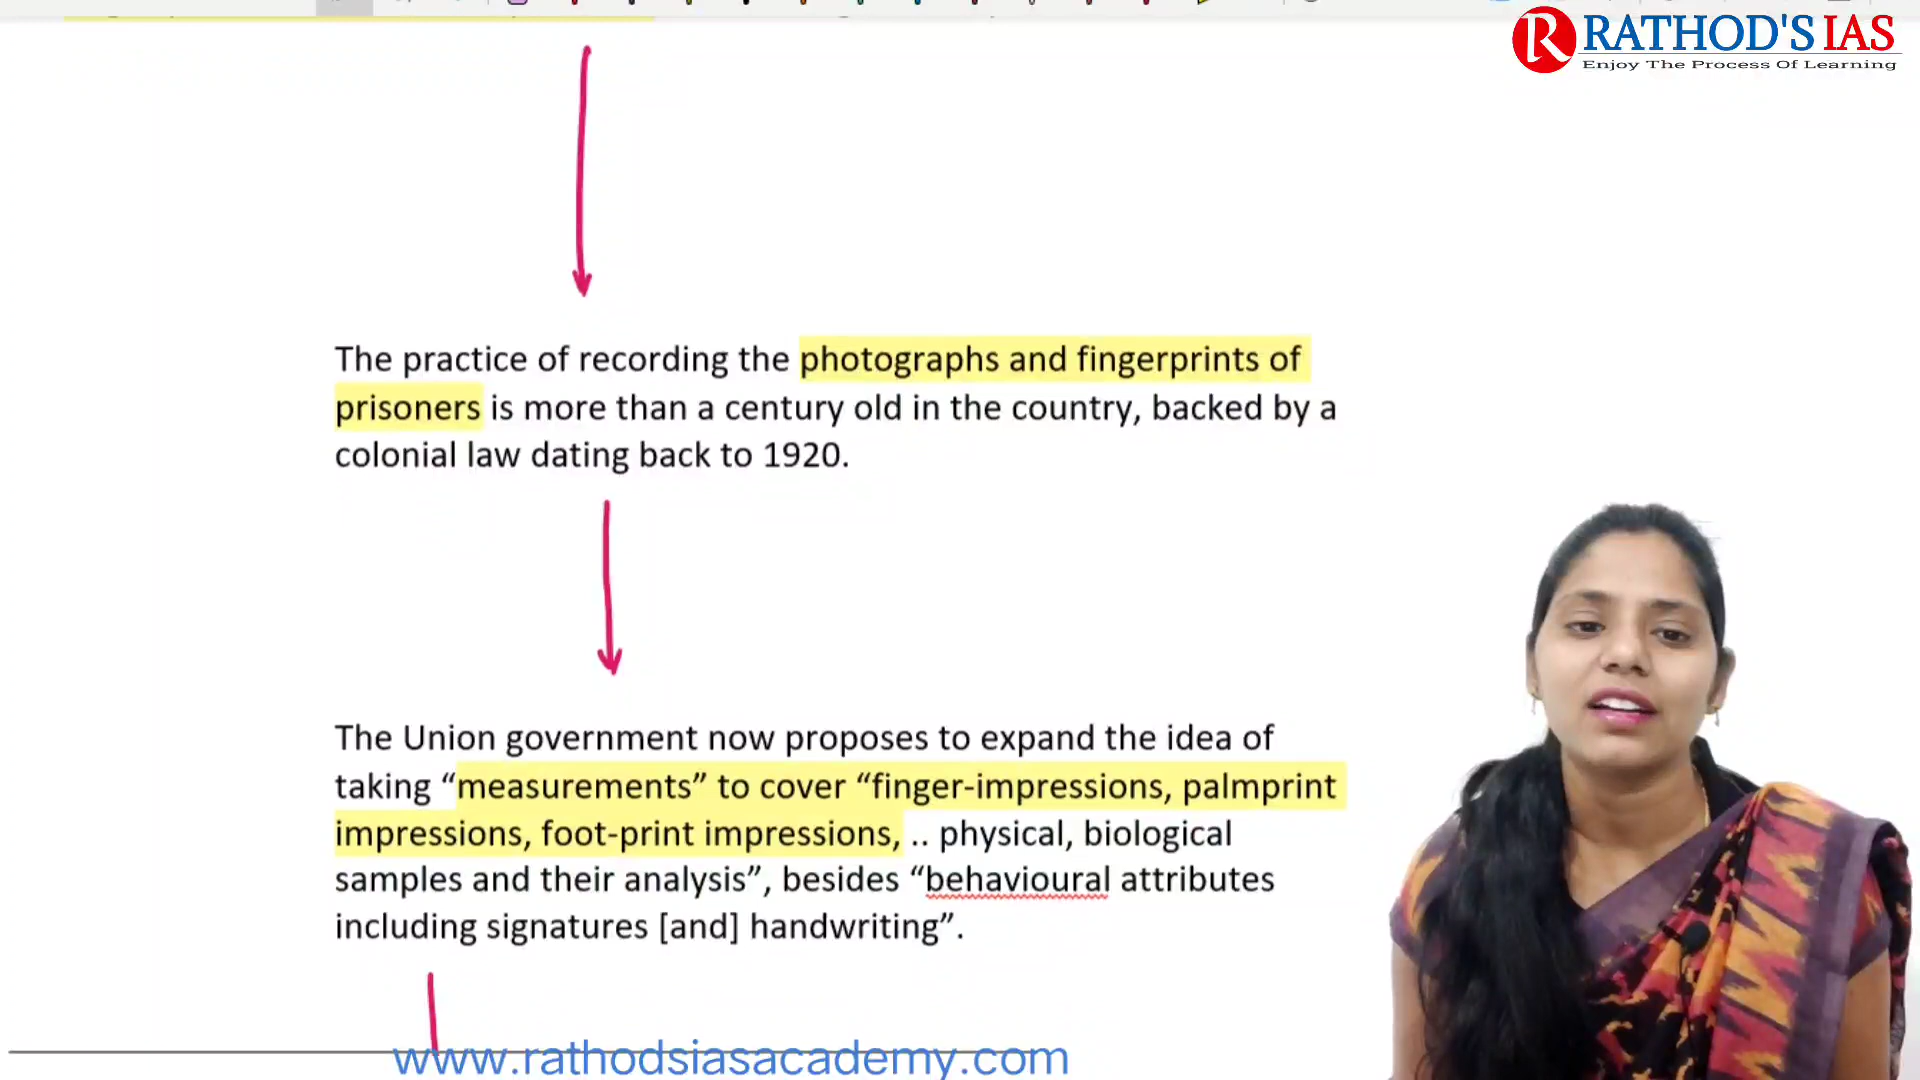 RATHOD'S IAS
Enjoy The Process Of Learning
The practice of recording the photographs and fingerprints of
prisoners is more than a century old in the country, backed by a
colonial law dating back to 1920.
The Union government now proposes to expand the idea of
taking “measurements” to cover “finger-impressions, palmprint
impressions, foot-print impressions, .. physical, biological
samples and their analysis”, besides “behavioural attributes
including signatures [and] handwriting”.
www.rathodsiasacademy.com